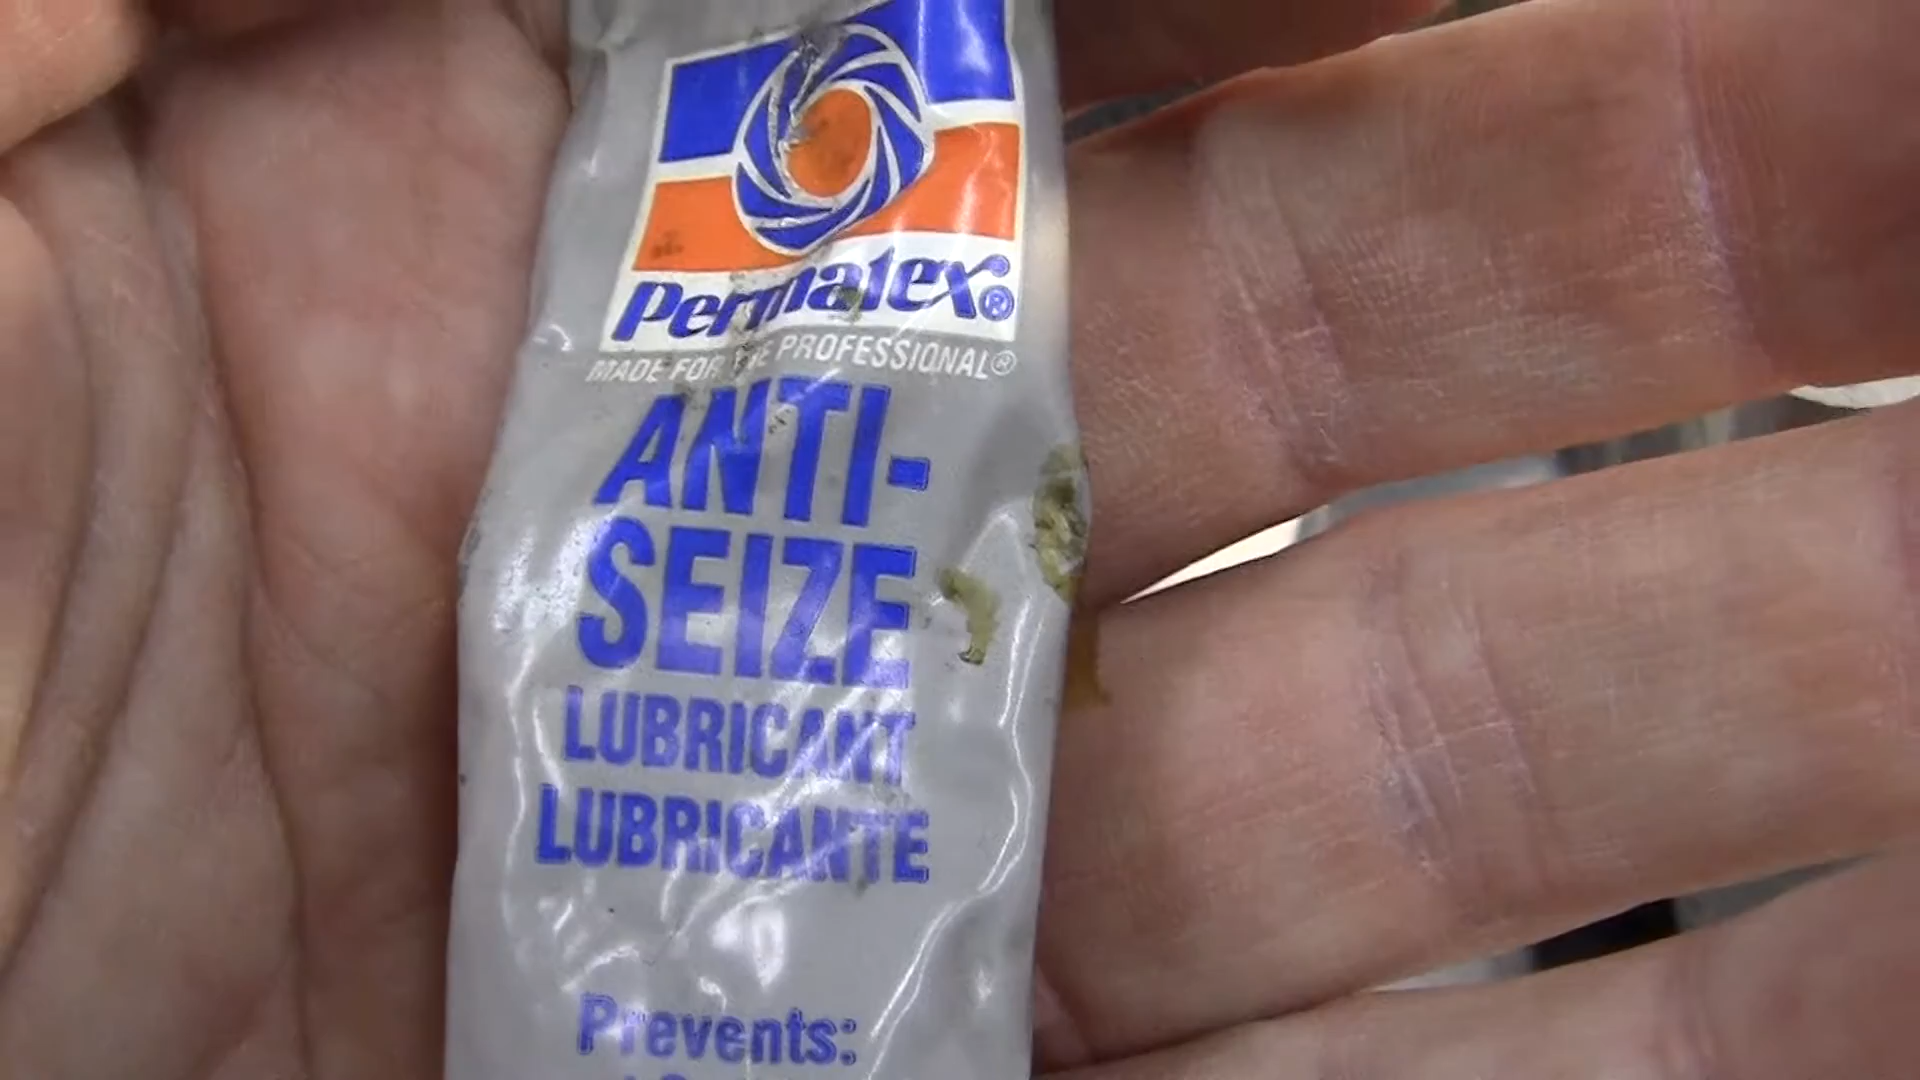 Permatex®
MADE FOR THE PROFESSIONAL®
ANTI-
SEIZE
LUBRICANT
LUBRICANTE
Prevents: